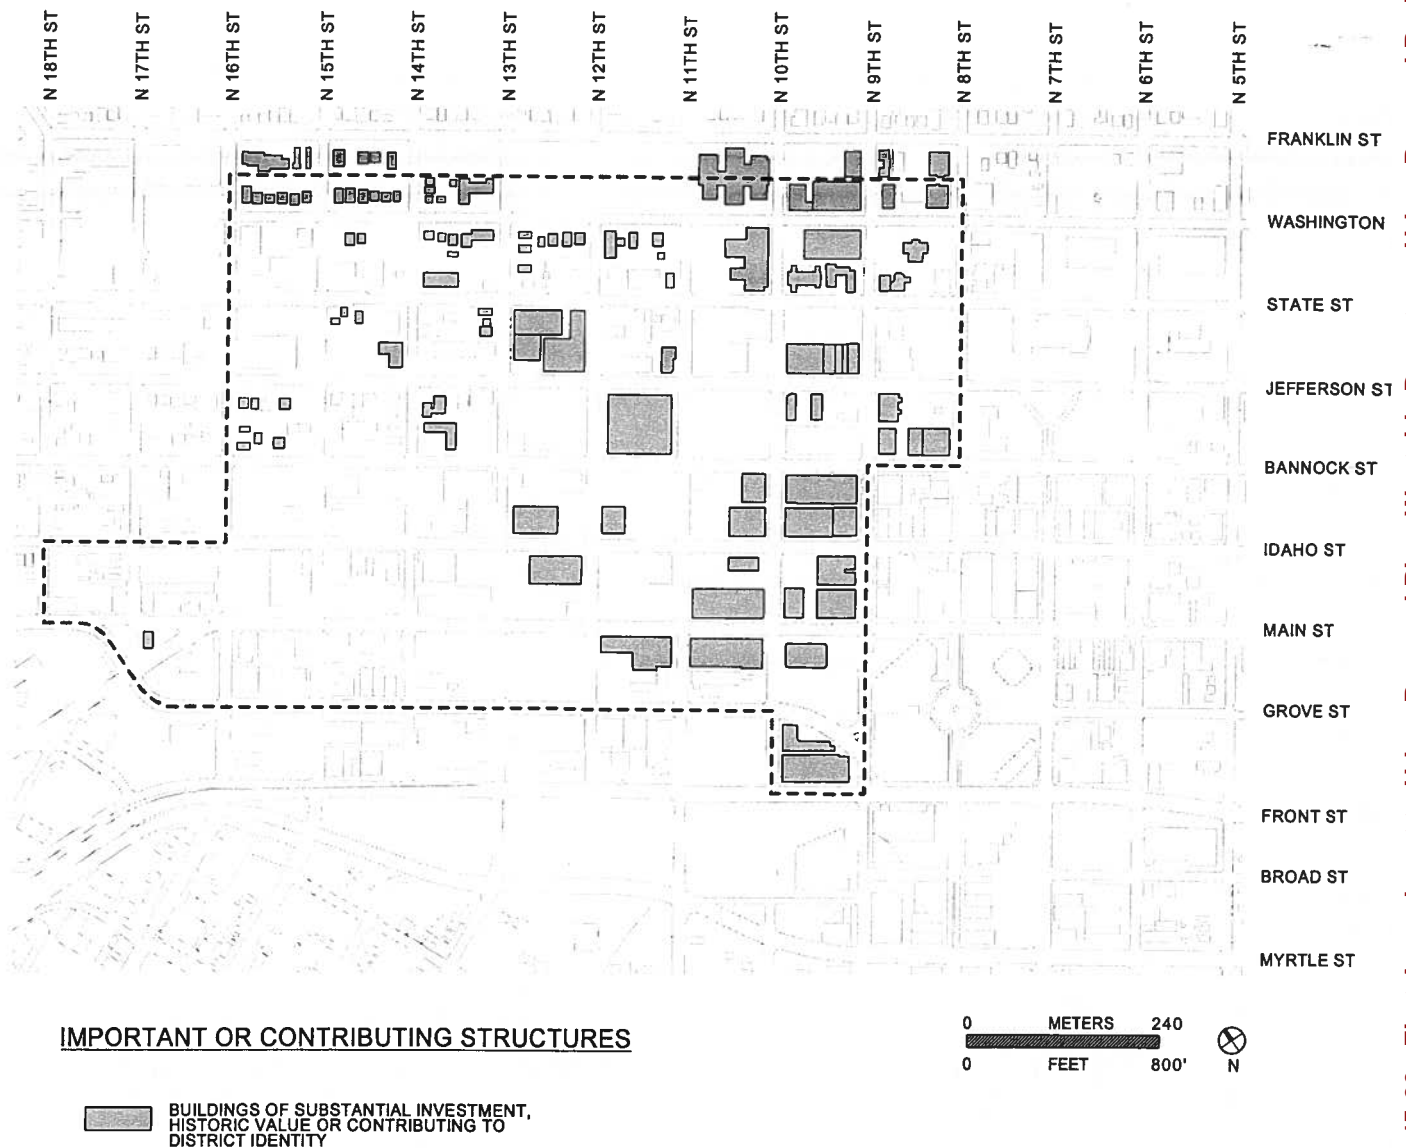 N 18TH ST
N 17TH ST
N 16TH ST
N 15TH ST
N 14TH ST
N 13TH ST
N 12TH ST
N 11TH ST
N 10TH ST
N 9TH ST
N 8TH ST
N 7TH ST
N 6TH ST
N 5TH ST
FRANKLIN ST
WASHINGTON
STATE ST
JEFFERSON ST
BANNOCK ST
IDAHO ST
MAIN ST
GROVE ST
FRONT ST
BROAD ST
MYRTLE ST
IMPORTANT OR CONTRIBUTING STRUCTURES
0 METERS 240
0 FEET 800'
N
BUILDINGS OF SUBSTANTIAL INVESTMENT,
HISTORIC VALUE OR CONTRIBUTING TO
DISTRICT IDENTITY